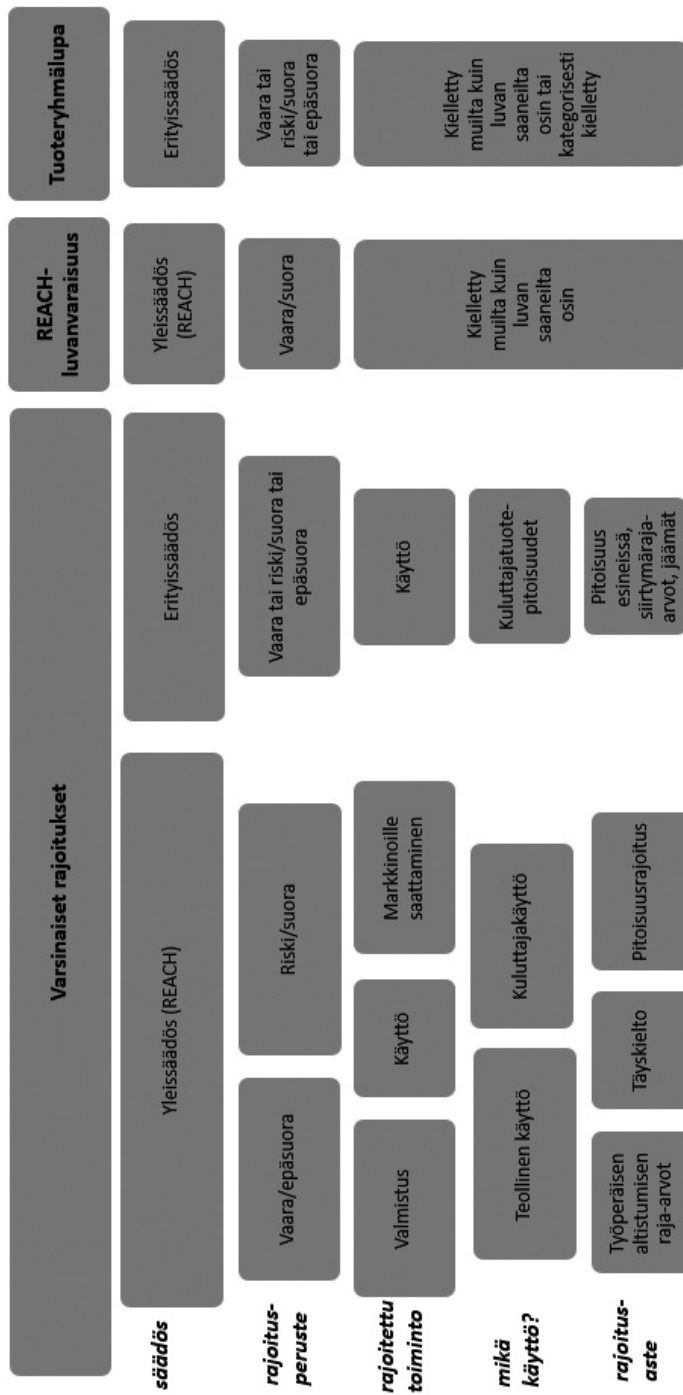 Varsinaiset rajoitukset
REACH-
luvanvaraisuus
Tuoteryhmälupa
säädös
Yleissäädös (REACH)
Erityissäädös
Yleissäädös
(REACH)
Erityissäädös
rajoitus-
peruste
Vaara/epäsuora
Riski/suora
Vaara tai riski/suora tai
epäsuora
Vaara/suora
Vaara tai
riski/suora
tai epäsuora
rajoitettu
toiminto
Valmistus
Käyttö
Markkinoille
saattaminen
Käyttö
Kielletty
muilta kuin
luvan
saaneilta
osin
Kielletty
muilta kuin
luvan
saaneilta
osin tai
kategorisesti
kielletty
mikä
käyttö?
Teollinen käyttö
Kuluttajakäyttö
Kuluttajatuote-
pitoisuudet
rajoitus-
aste
Työperäisen
altistumisen
raja-arvot
Täyskielto
Pitoisuusrajoitus
Pitoisuus
esineissä,
siirtymäraja-
arvot, jäämät